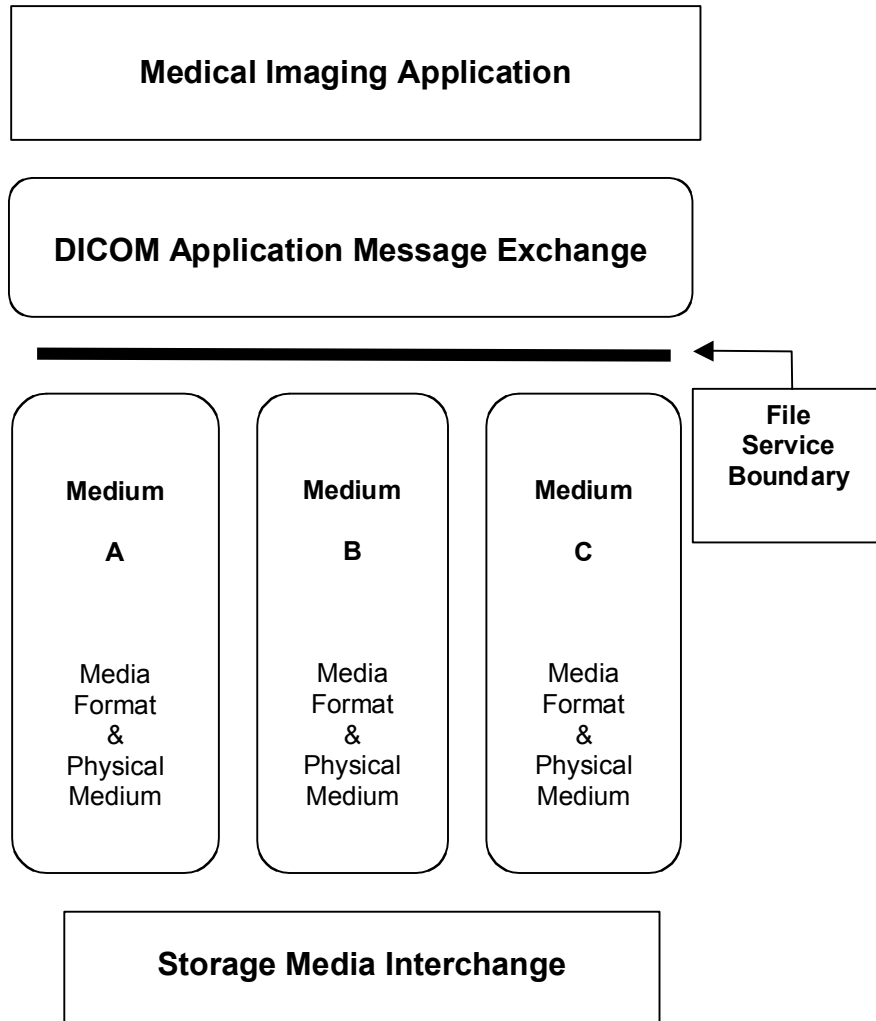 Medical Imaging Application
DICOM Application Message Exchange
File
Service
Boundary
Medium
A
Media
Format
&
Physical
Medium
Medium
B
Media
Format
&
Physical
Medium
Medium
C
Media
Format
&
Physical
Medium
Storage Media Interchange